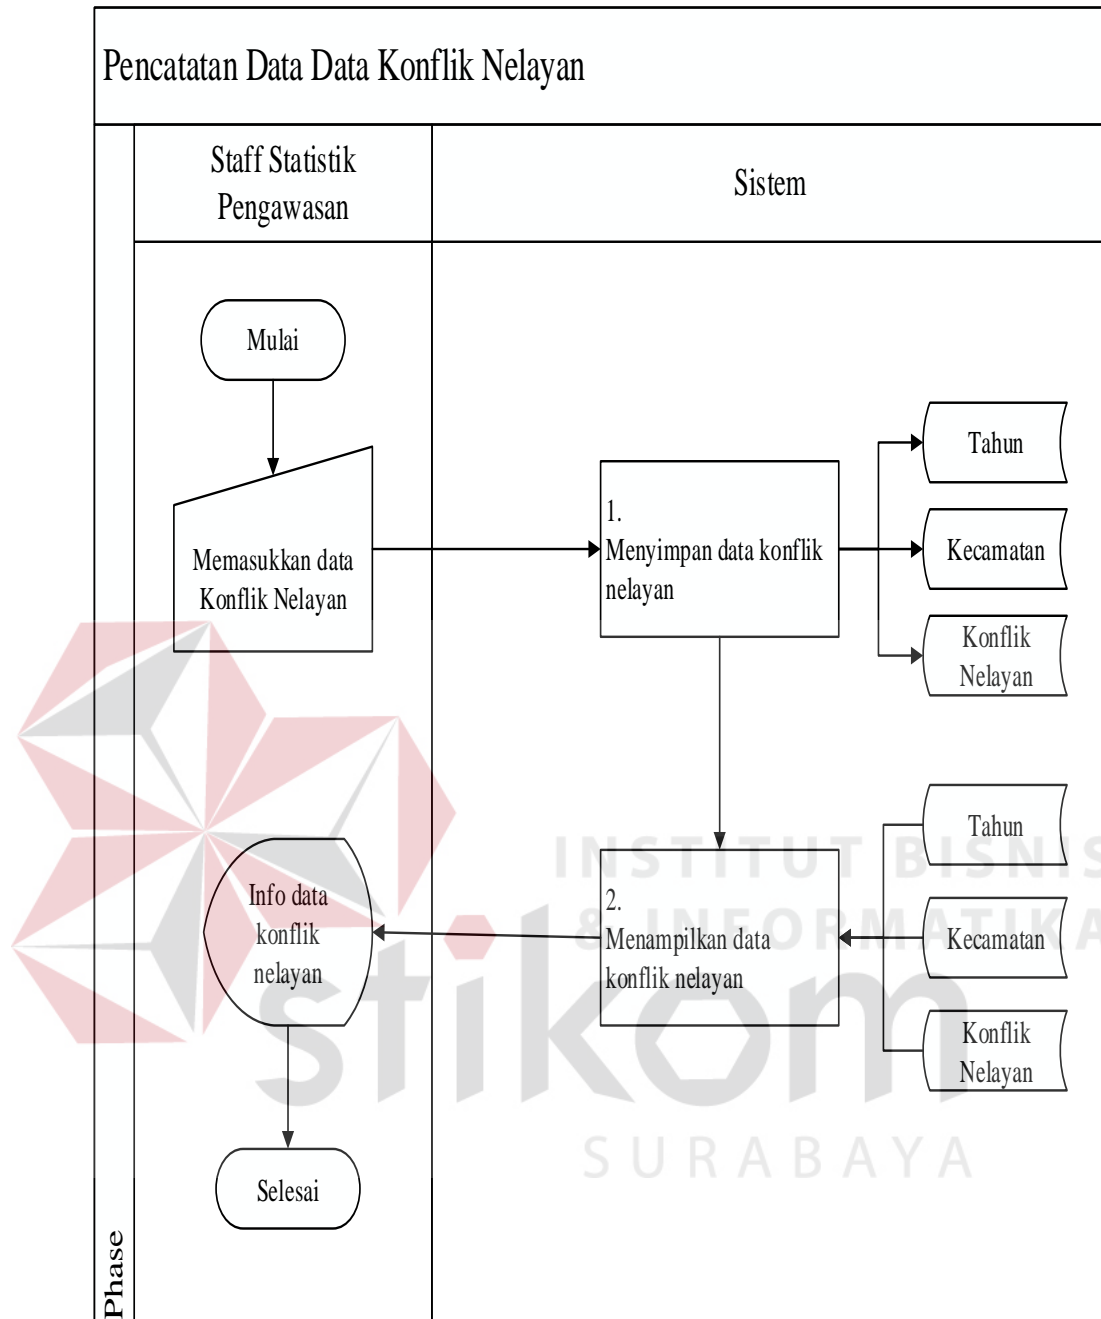 Pencatatan Data Data Konflik Nelayan
Staff Statistik
Pengawasan
Sistem
Mulai
Memasukkan data
Konflik Nelayan
1.
Menyimpan data konflik
nelayan
Tahun
Kecamatan
Konflik
Nelayan
Tahun
Kecamatan
Konflik
Nelayan
2.
Menampilkan data
konflik nelayan
Info data
konflik
nelayan
Selesai
Phase
INSTITUT BISNIS
& INFORMATIKA
stikom
SURABAYA